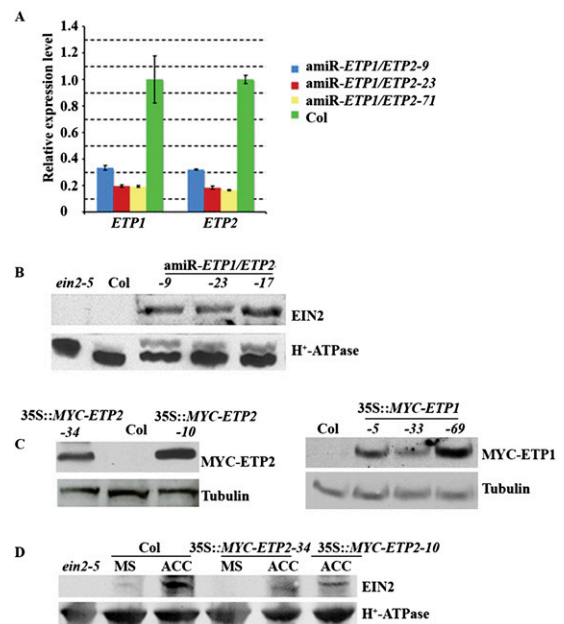 A
Relative expression level
1.4
1.2
1.0
0.8
0.6
0.4
0.2
0
ETP1 ETP2
amiR-ETP1/ETP2-9
amiR-ETP1/ETP2-23
amiR-ETP1/ETP2-71
Col
B
amiR-ETP1/ETP2
ein2-5 Col -9 -23 -17
EIN2
H+-ATPase
C
35S::MYC-ETP2 35S::MYC-ETP2
-34 Col -10
MYC-ETP2
Tubulin
35S::MYC-ETP1
Col -5 -33 -69
MYC-ETP1
Tubulin
D
Col 35S::MYC-ETP2-34 35S::MYC-ETP2-10
ein2-5 MS ACC MS ACC ACC
EIN2
H+-ATPase